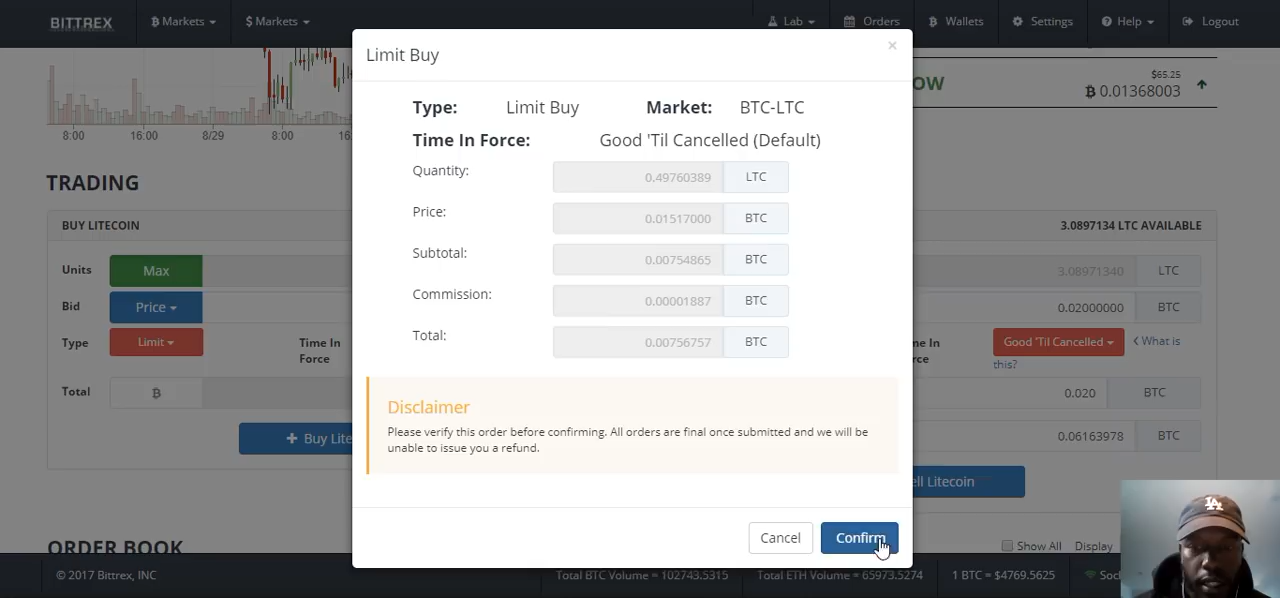 BITTREX
₿ Markets
$ Markets
Lab
Orders
₿ Wallets
Settings
Help
Logout
Limit Buy
×
Type: Limit Buy Market: BTC-LTC
Time In Force: Good 'Til Cancelled (Default)
Quantity: 0.49760389 LTC
Price: 0.01517000 BTC
Subtotal: 0.00754865 BTC
Commission: 0.00001887 BTC
Total: 0.00756757 BTC
Disclaimer
Please verify this order before confirming. All orders are final once submitted and we will be
unable to issue you a refund.
Cancel
Confirm
8:00 16:00 8/29 8:00
$65.25
₿ 0.01368003
TRADING
BUY LITECOIN
Units Max
Bid Price
Type Limit Time In
Force
Total ₿
+ Buy
3.0897134 LTC AVAILABLE
3.08971340 LTC
0.02000000 BTC
Good 'Til Cancelled What is
this?
0.020 BTC
0.06163978 BTC
Litecoin
ORDER BOOK
Show All Display
© 2017 Bittrex, INC
Total BTC Volume = 102743.5315
Total ETH Volume = 65973.5274
1 BTC = $4769.5625
LA